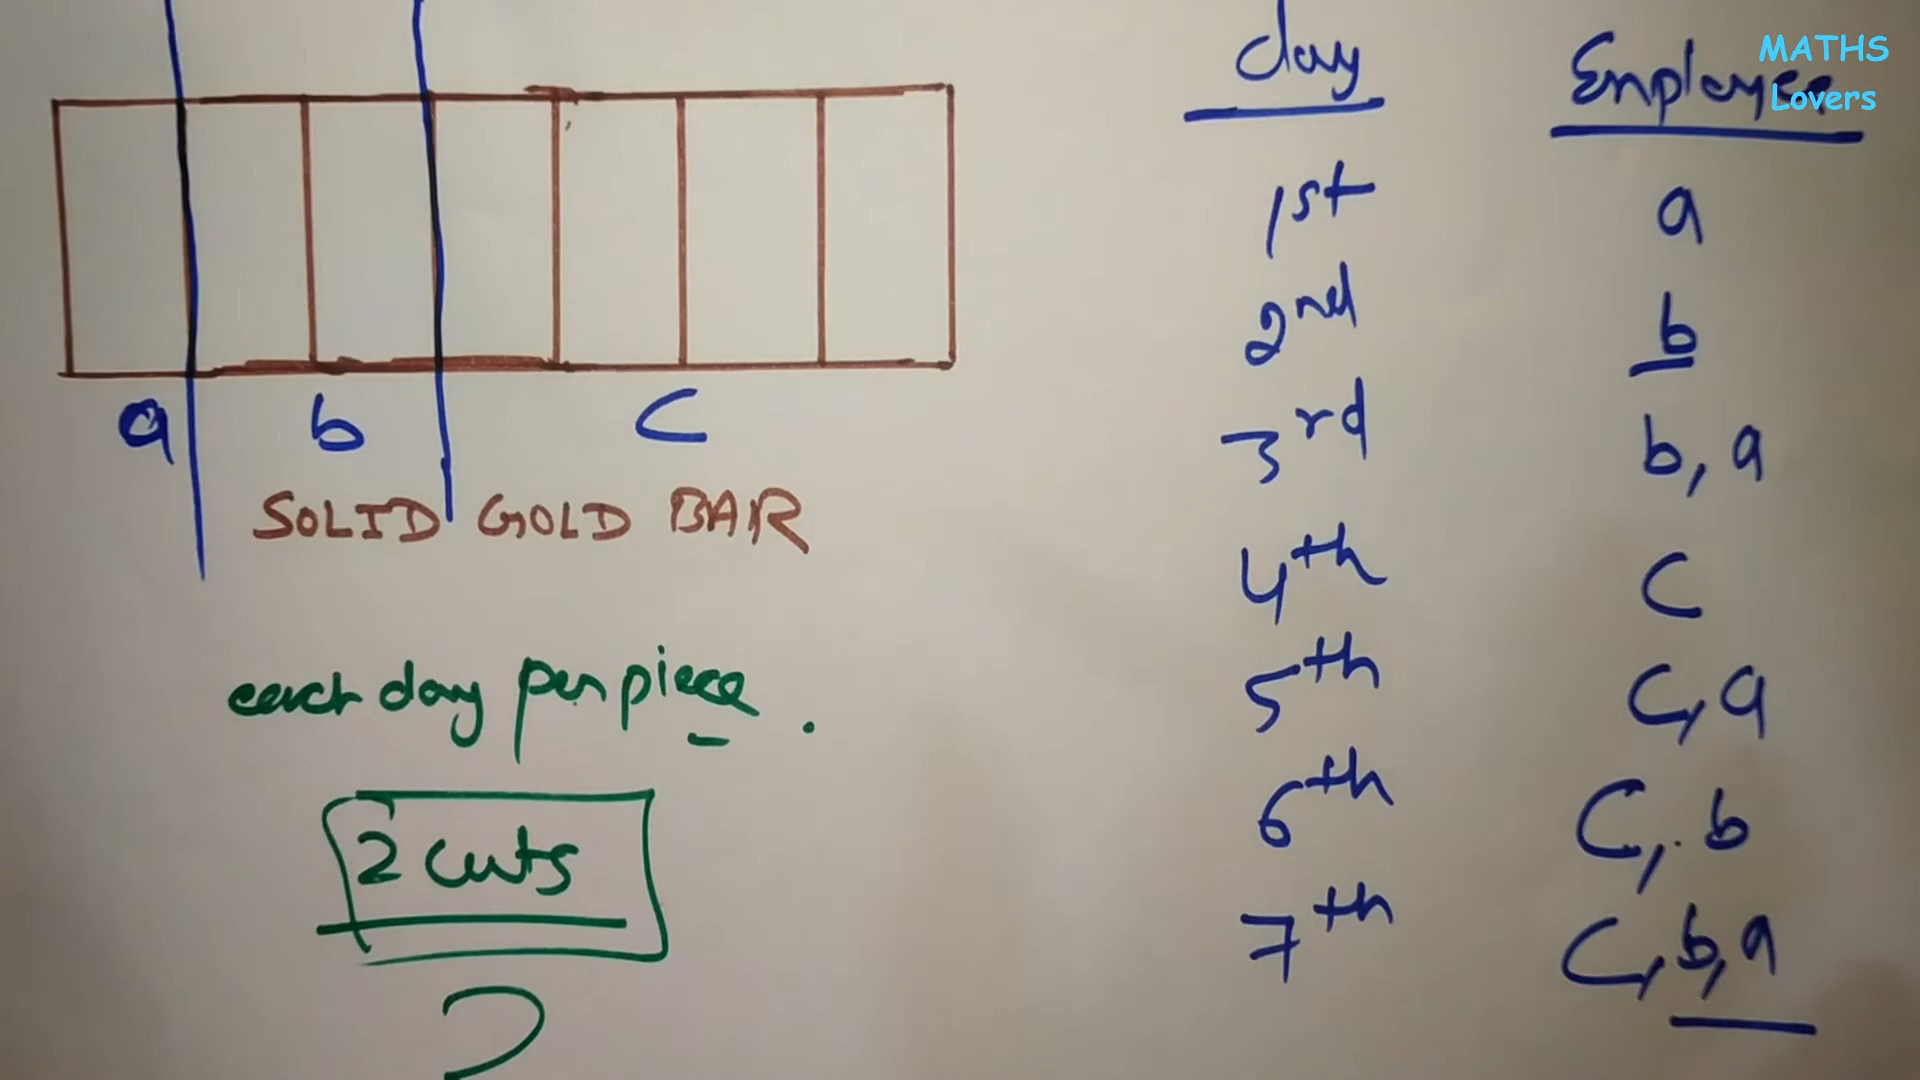 day Employee
MATHS
Lovers
1st a
2nd b
3rd b, a
4th C
5th C, a
6th C, b
7th C, b, a
a b C
SOLID GOLD BAR
each day per piece.
2 cuts
?